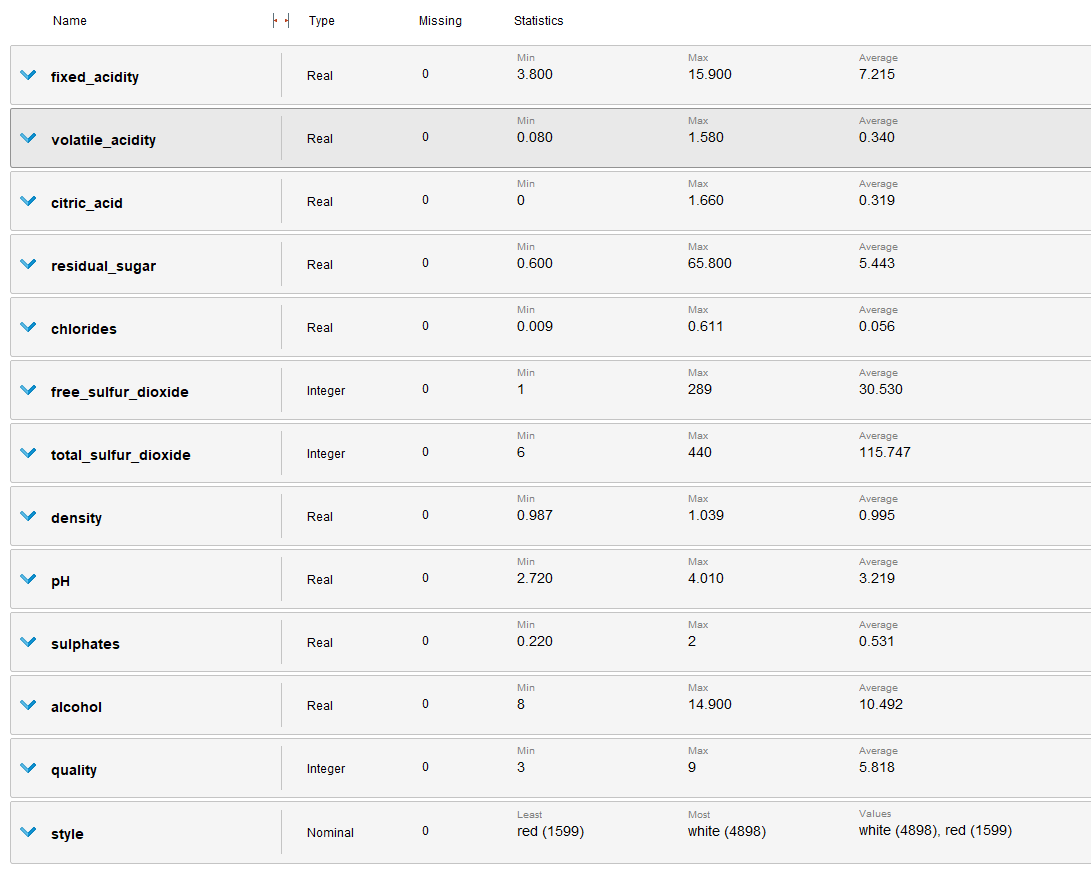 Name Type Missing Statistics
Min Max Average
fixed_acidity Real 0 3.800 15.900 7.215
Min Max Average
volatile_acidity Real 0 0.080 1.580 0.340
Min Max Average
citric_acid Real 0 0 1.660 0.319
Min Max Average
residual_sugar Real 0 0.600 65.800 5.443
Min Max Average
chlorides Real 0 0.009 0.611 0.056
Min Max Average
free_sulfur_dioxide Integer 0 1 289 30.530
Min Max Average
total_sulfur_dioxide Integer 0 6 440 115.747
Min Max Average
density Real 0 0.987 1.039 0.995
Min Max Average
pH Real 0 2.720 4.010 3.219
Min Max Average
sulphates Real 0 0.220 2 0.531
Min Max Average
alcohol Real 0 8 14.900 10.492
Min Max Average
quality Integer 0 3 9 5.818
Least Most Values
style Nominal 0 red (1599) white (4898) white (4898), red (1599)